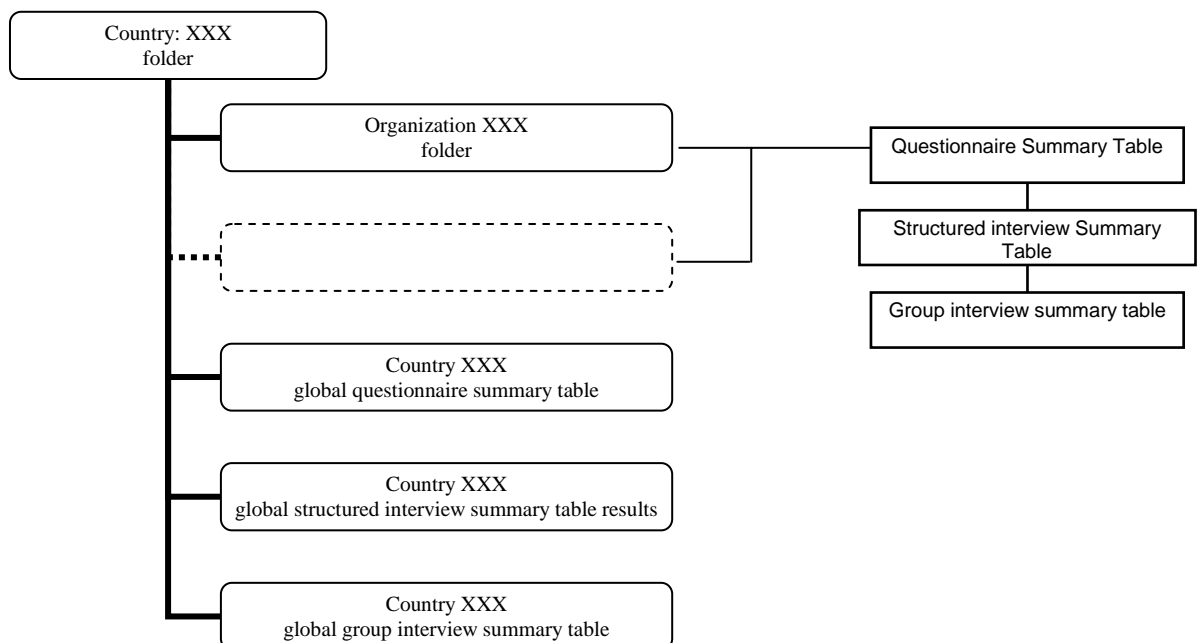 Country: XXX
folder
Organization XXX
folder
Questionnaire Summary Table
Structured interview Summary
Table
Group interview summary table
Country XXX
global questionnaire summary table
Country XXX
global structured interview summary table results
Country XXX
global group interview summary table